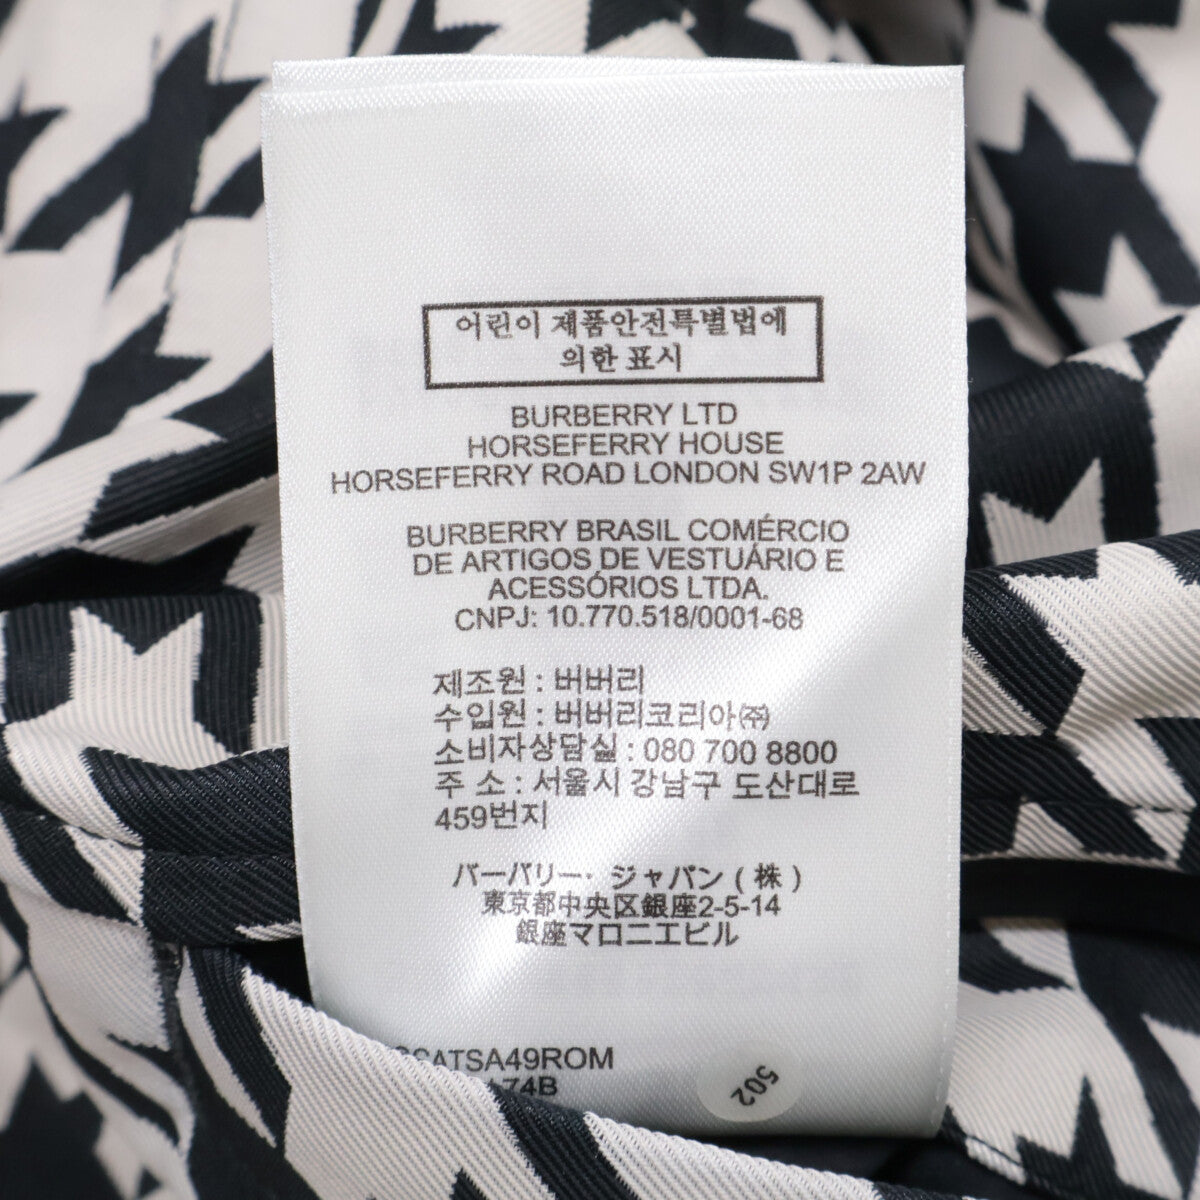 어린이 제품안전특별법에
의한 표시
BURBERRY LTD
HORSEFERRY HOUSE
HORSEFERRY ROAD LONDON SW1P 2AW
BURBERRY BRASIL COMÉRCIO
DE ARTIGOS DE VESTUÁRIO E
ACESSÓRIOS LTDA.
CNPJ: 10.770.518/0001-68
제조원 : 버버리
수입원 : 버버리코리아㈜
소비자상담실 : 080 700 8800
주 소 : 서울시 강남구 도산대로
459번지
バーバリー・ジャパン ( 株 )
東京都中央区銀座2-5-14
銀座マロニエビル
SATSA49ROM
74B
502